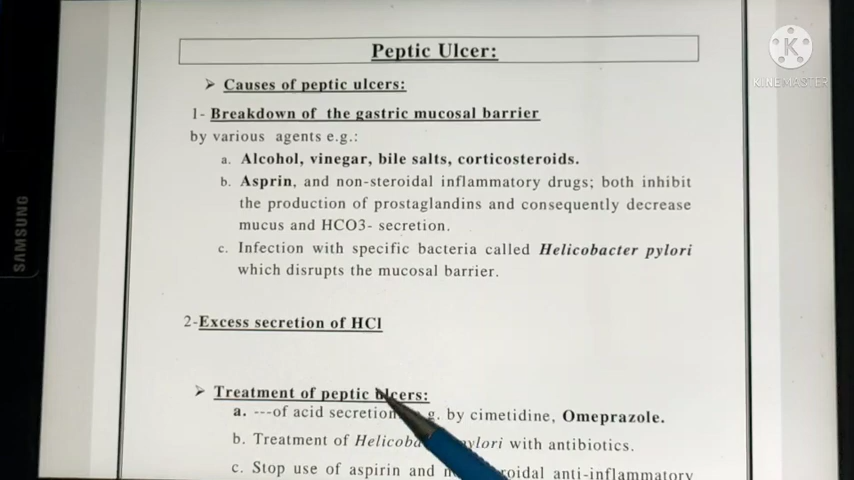 Peptic Ulcer:
K
KINEMASTER
➢ Causes of peptic ulcers:
1- Breakdown of the gastric mucosal barrier
by various agents e.g.:
a. Alcohol, vinegar, bile salts, corticosteroids.
b. Asprin, and non-steroidal inflammatory drugs; both inhibit
the production of prostaglandins and consequently decrease
mucus and HCO3- secretion.
c. Infection with specific bacteria called Helicobacter pylori
which disrupts the mucosal barrier.
SAMSUNG
2-Excess secretion of HCl
➢ Treatment of peptic ulcers:
a. ---of acid secretion g. by cimetidine, Omeprazole.
b. Treatment of with antibiotics.
c. Stop use of aspirin and anti-inflammatory